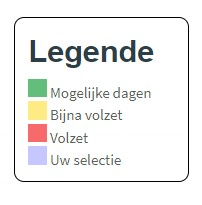 Legende
Mogelijke dagen
Bijna volzet
Volzet
Uw selectie